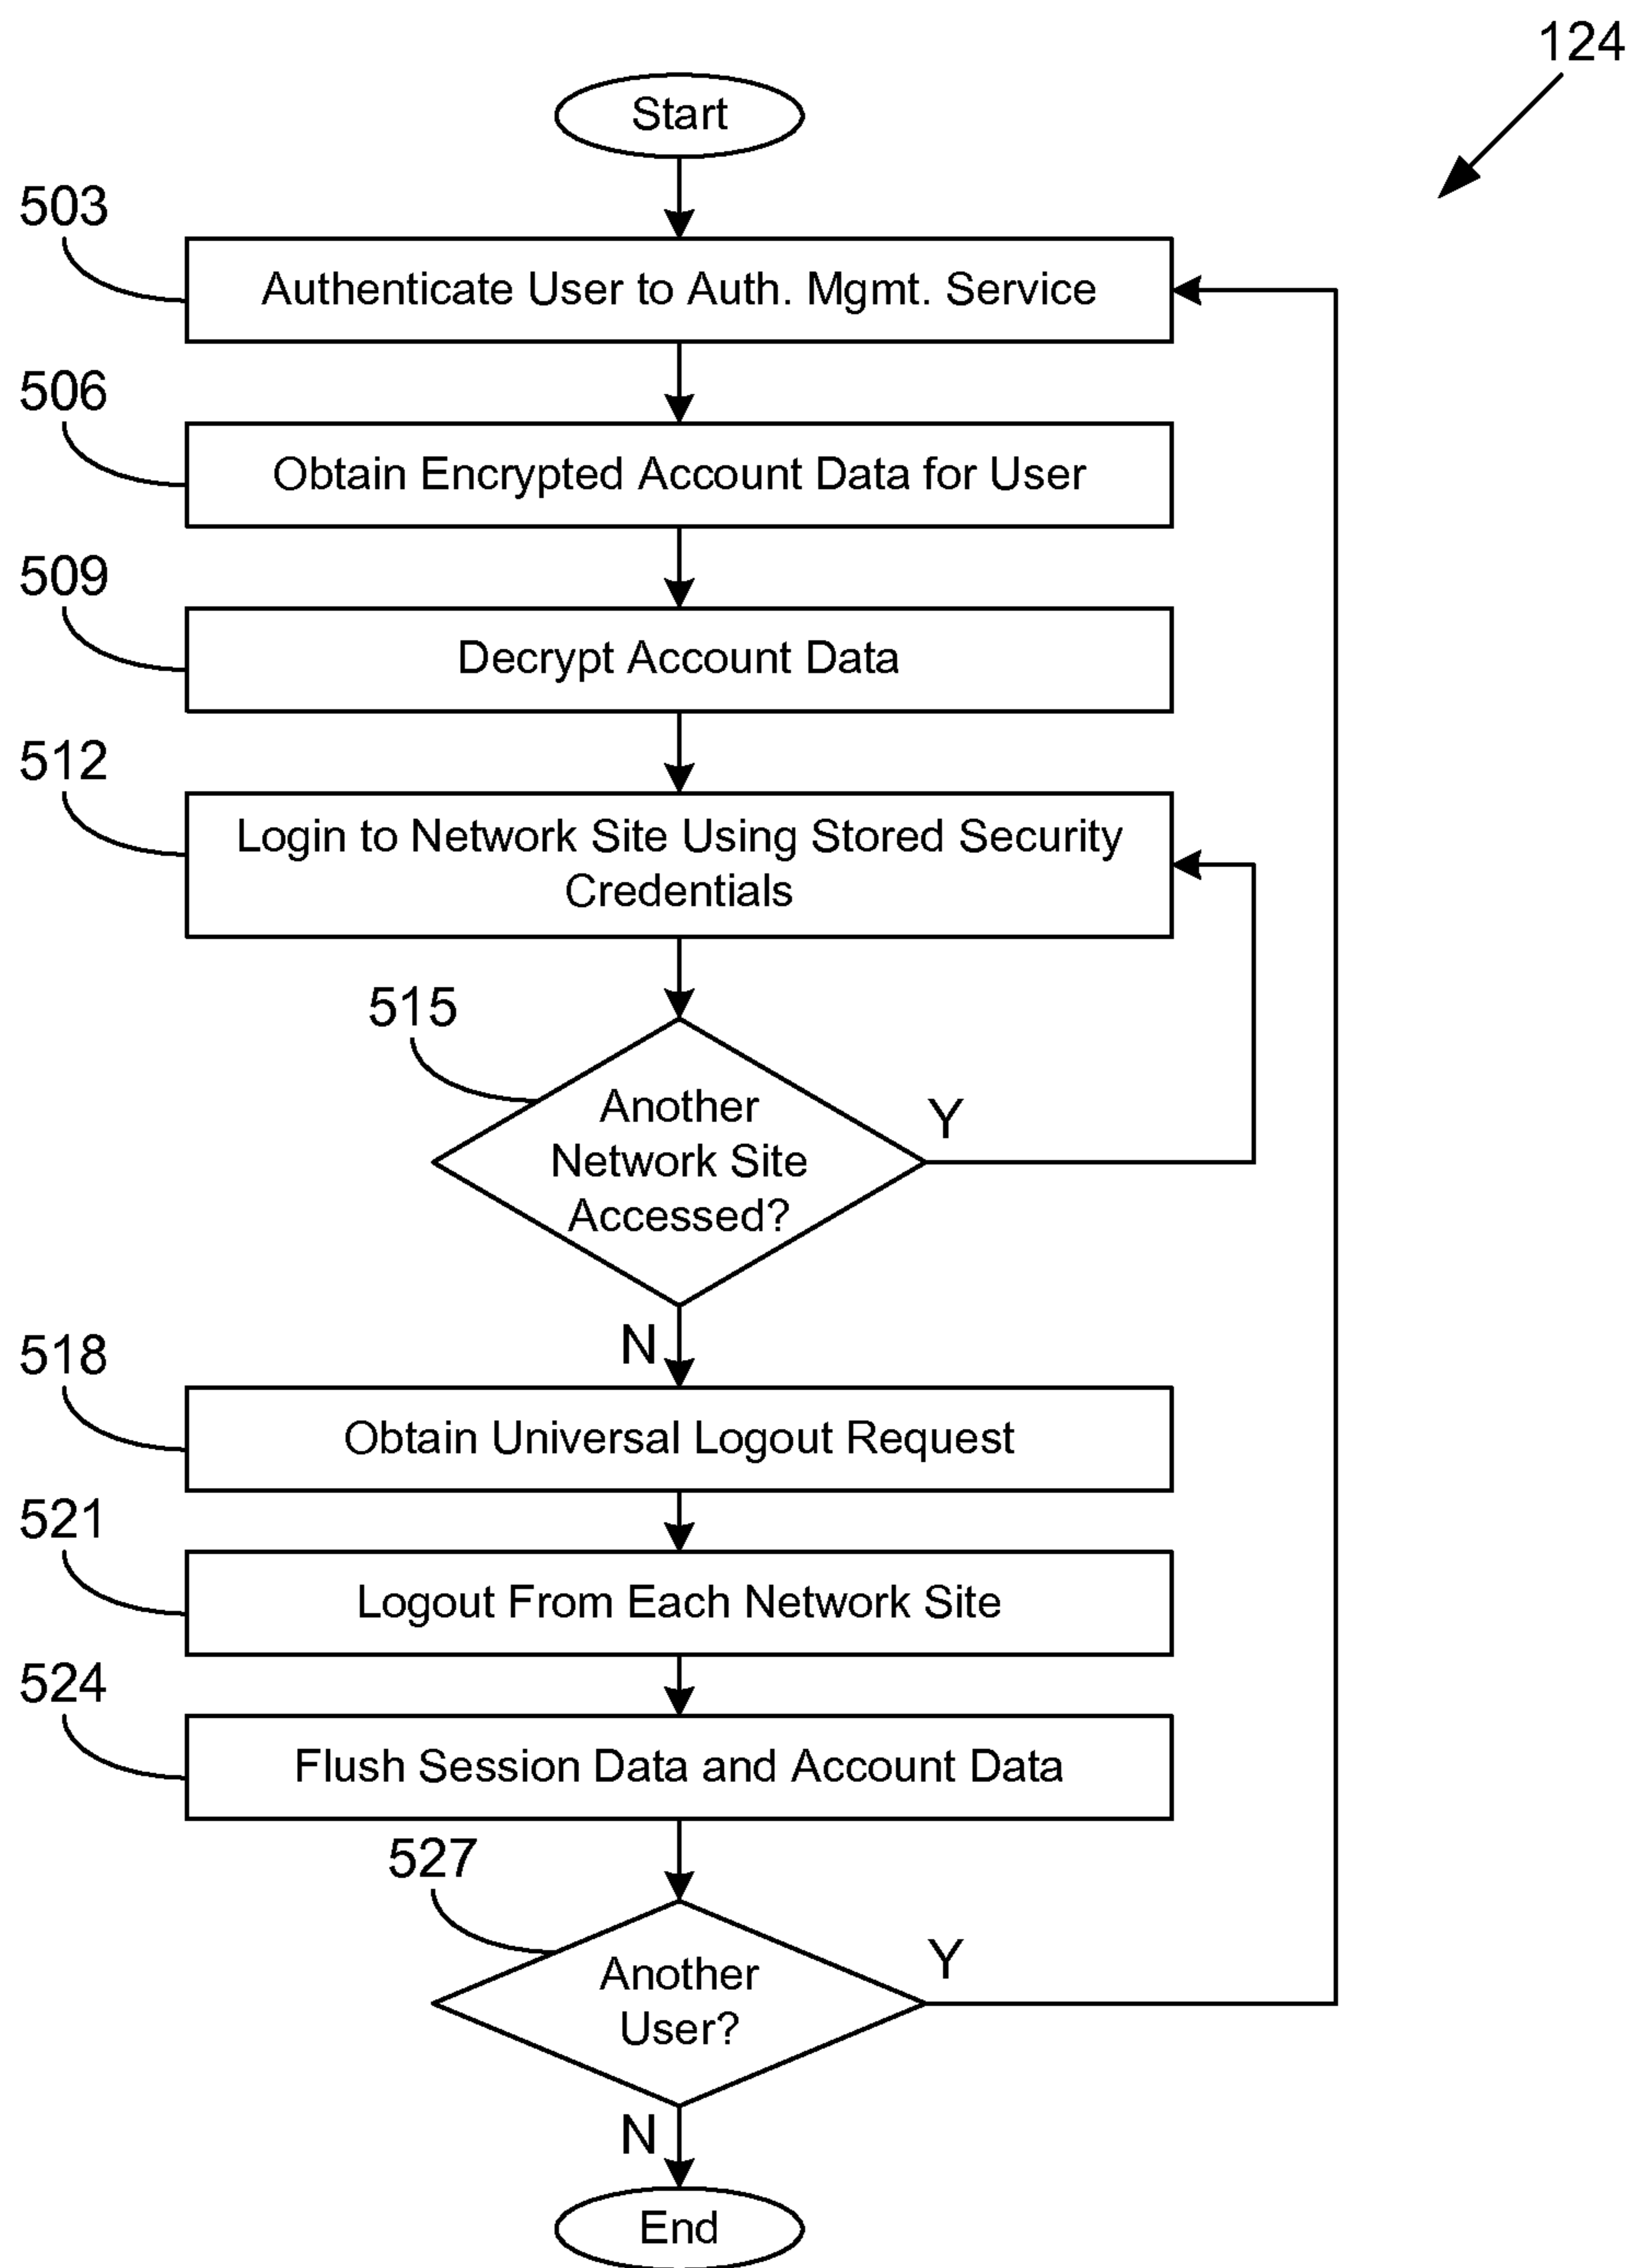 124
Start
503
Authenticate User to Auth. Mgmt. Service
506
Obtain Encrypted Account Data for User
509
Decrypt Account Data
512
Login to Network Site Using Stored Security
Credentials
515
Another
Network Site
Accessed?
Y
N
518
Obtain Universal Logout Request
521
Logout From Each Network Site
524
Flush Session Data and Account Data
527
Another
User?
Y
N
End